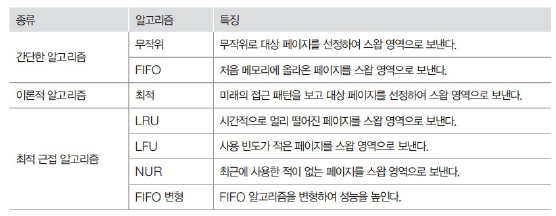 종류 알고리즘 특징
간단한 알고리즘 무작위 무작위로 대상 페이지를 선정하여 스왑 영역으로 보낸다.
FIFO 처음 메모리에 올라온 페이지를 스왑 영역으로 보낸다.
이론적 알고리즘 최적 미래의 접근 패턴을 보고 대상 페이지를 선정하여 스왑 영역으로 보낸다.
최적 근접 알고리즘 LRU 시간적으로 멀리 떨어진 페이지를 스왑 영역으로 보낸다.
LFU 사용 빈도가 적은 페이지를 스왑 영역으로 보낸다.
NUR 최근에 사용한 적이 없는 페이지를 스왑 영역으로 보낸다.
FIFO 변형 FIFO 알고리즘을 변형하여 성능을 높인다.